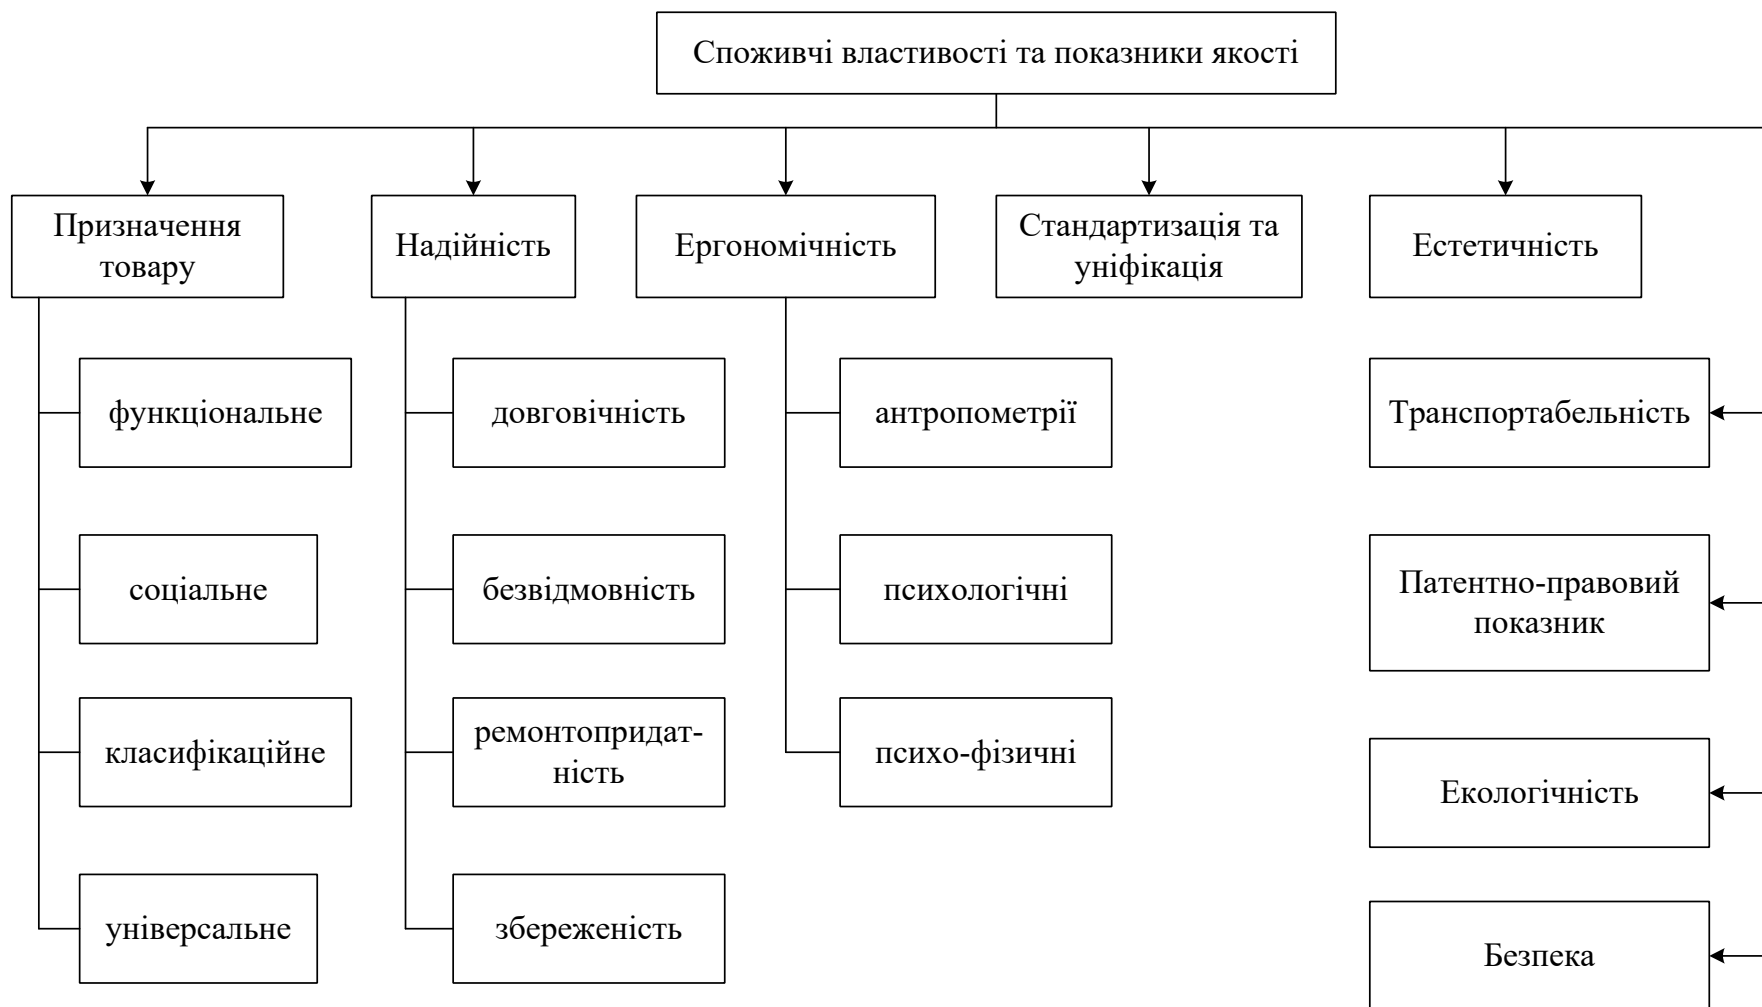 Споживчі властивості та показники якості
Призначення
товару
Надійність
Ергономічність
Стандартизація та
уніфікація
Естетичність
функціональне
довговічність
антропометрії
Транспортабельність
соціальне
безвідмовність
психологічні
Патентно-правовий
показник
класифікаційне
ремонтопридат-
ність
психо-фізичні
Екологічність
універсальне
збереженість
Безпека